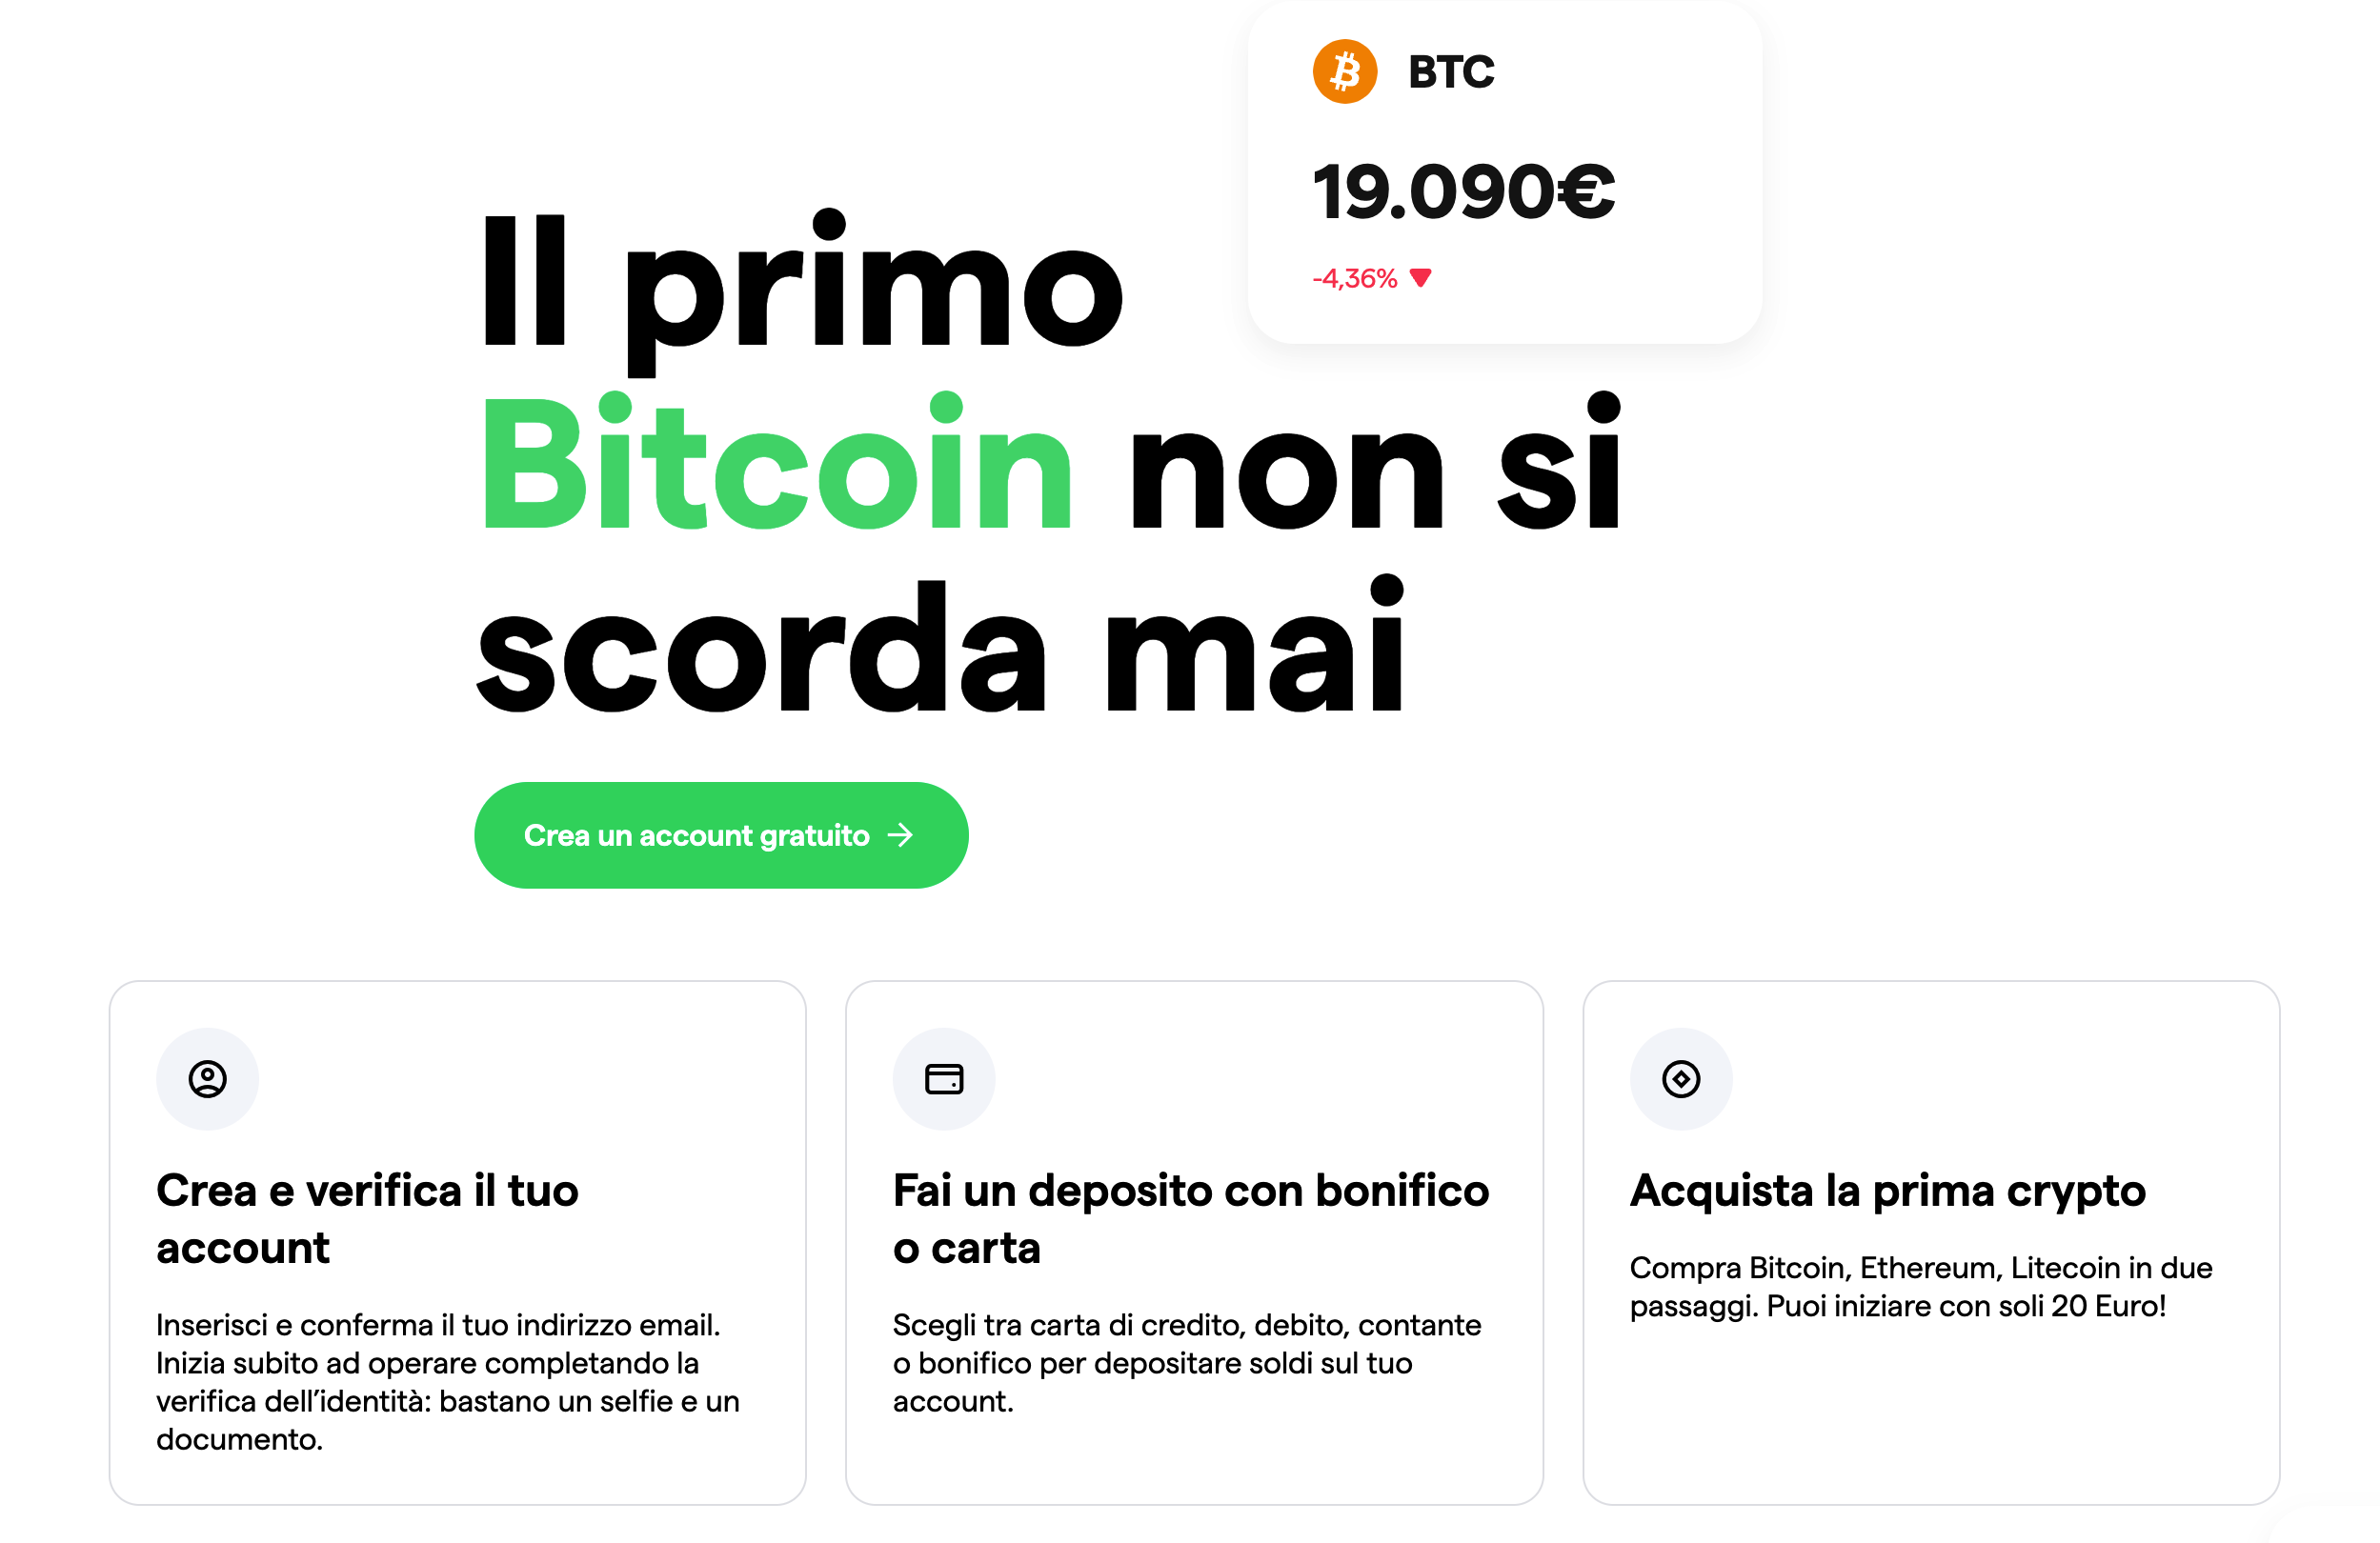 BTC
19.090€
-4,36%
Il primo
Bitcoin non si
scorda mai
Crea un account gratuito
Crea e verifica il tuo
account
Inserisci e conferma il tuo indirizzo email.
Inizia subito ad operare completando la
verifica dell’identità: bastano un selfie e un
documento.
Fai un deposito con bonifico
o carta
Scegli tra carta di credito, debito, contante
o bonifico per depositare soldi sul tuo
account.
Acquista la prima crypto
Compra Bitcoin, Ethereum, Litecoin in due
passaggi. Puoi iniziare con soli 20 Euro!